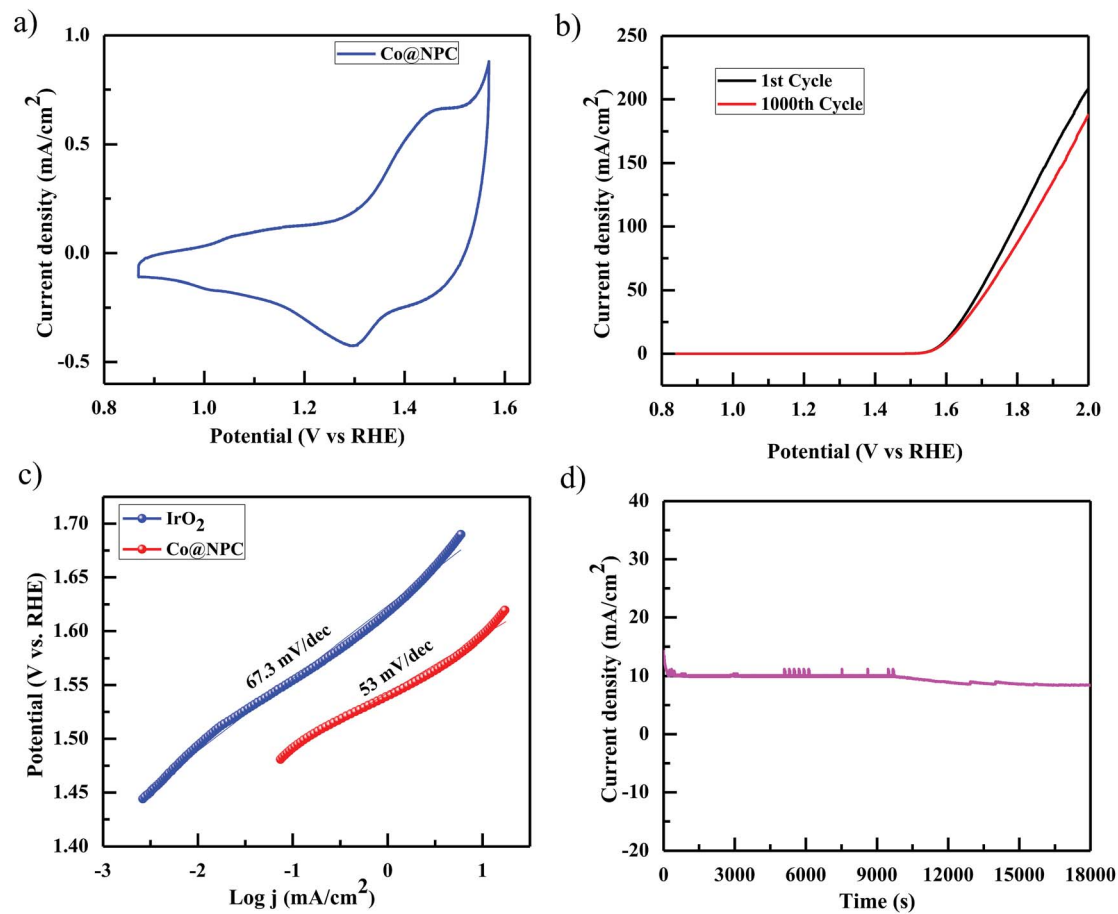 a)
Co@NPC
1.0
0.5
0.0
-0.5
Current density (mA/cm²)
0.8 1.0 1.2 1.4 1.6
Potential (V vs RHE)
b)
1st Cycle
1000th Cycle
250
200
150
100
50
0
Current density (mA/cm²)
0.8 1.0 1.2 1.4 1.6 1.8 2.0
Potential (V vs RHE)
c)
IrO₂
Co@NPC
67.3 mV/dec
53 mV/dec
1.70
1.65
1.60
1.55
1.50
1.45
1.40
Potential (V vs. RHE)
-3 -2 -1 0 1
Log j (mA/cm²)
d)
40
30
20
10
0
-10
-20
Current density (mA/cm²)
0 3000 6000 9000 12000 15000 18000
Time (s)